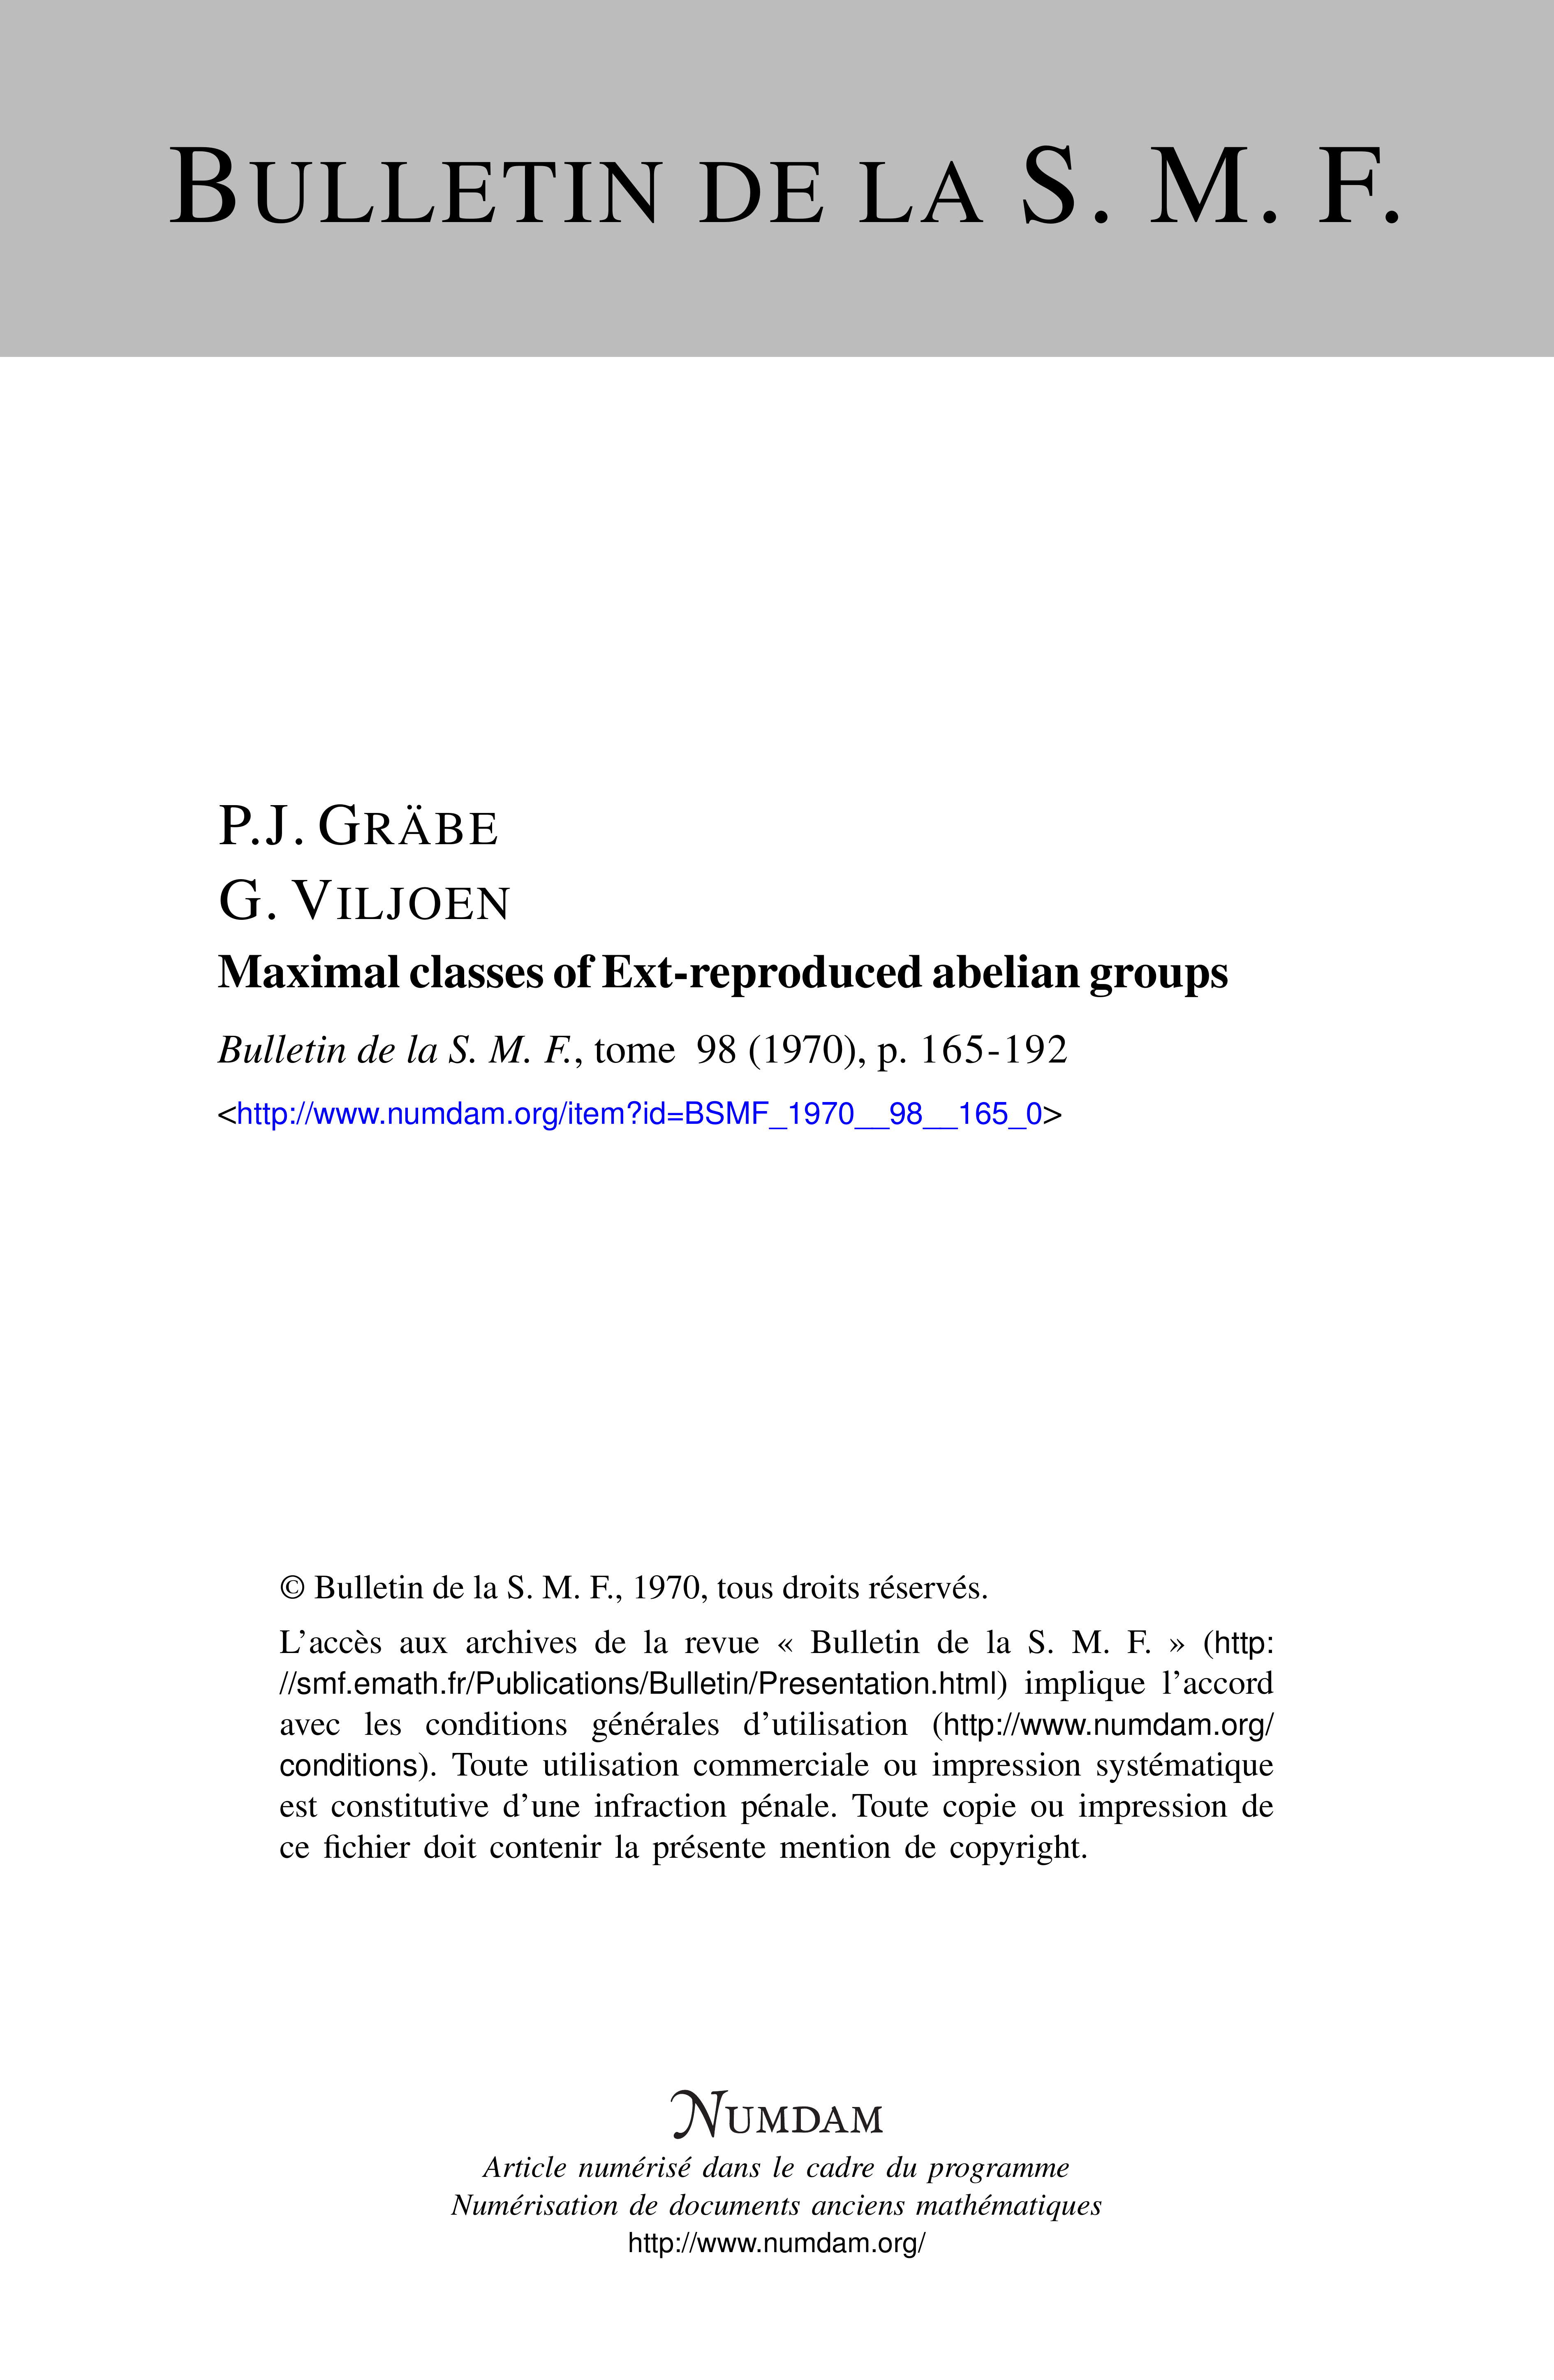 BULLETIN DE LA S. M. F.
P.J. GRÄBE
G. VILJOEN
Maximal classes of Ext-reproduced abelian groups
Bulletin de la S. M. F., tome 98 (1970), p. 165-192
<http://www.numdam.org/item?id=BSMF_1970__98__165_0>
© Bulletin de la S. M. F., 1970, tous droits réservés.
L'accès aux archives de la revue « Bulletin de la S. M. F. » (http:
//smf.emath.fr/Publications/Bulletin/Presentation.html) implique l'accord
avec les conditions générales d'utilisation (http://www.numdam.org/
conditions). Toute utilisation commerciale ou impression systématique
est constitutive d'une infraction pénale. Toute copie ou impression de
ce fichier doit contenir la présente mention de copyright.
NUMDAM
Article numérisé dans le cadre du programme
Numérisation de documents anciens mathématiques
http://www.numdam.org/